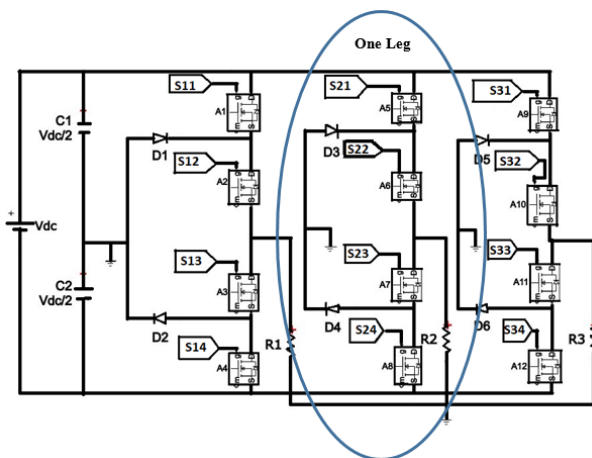 One Leg
S11
S21
S31
A1
A5
A9
C1
Vdc/2
D1
D3
D5
S12
S22
S32
A2
A6
A10
+
Vdc
C2
Vdc/2
S13
S23
S33
A3
A7
A11
D2
D4
D6
S14
S24
S34
R1
R2
R3
A4
A8
A12